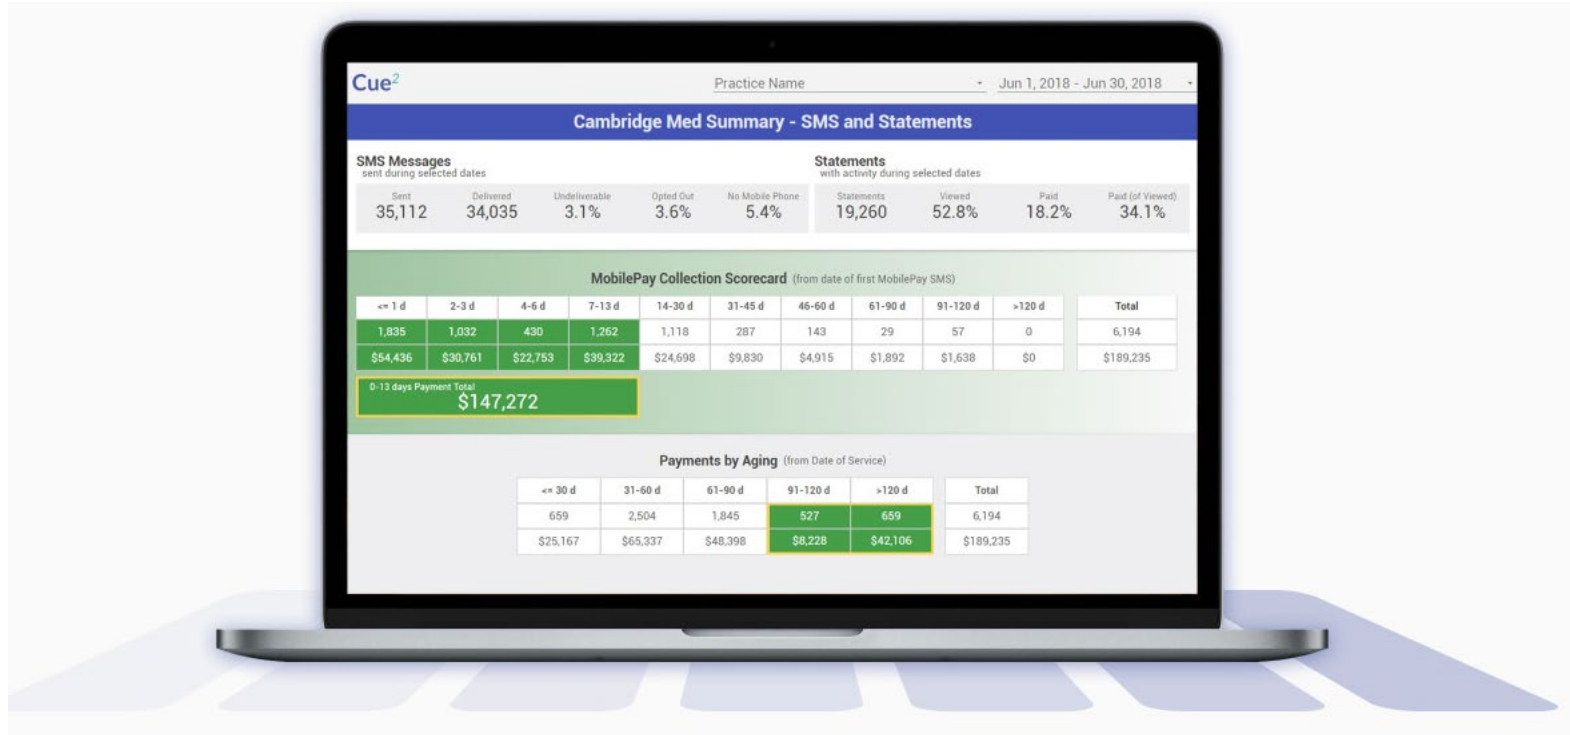 Cue²
Practice Name
Jun 1, 2018 - Jun 30, 2018
Cambridge Med Summary - SMS and Statements
SMS Messages
sent during selected dates
Sent Delivered Undeliverable Opted Out No Mobile Phone
35,112 34,035 3.1% 3.6% 5.4%
Statements
with activity during selected dates
Statements Viewed Paid Paid (of Viewed)
19,260 52.8% 18.2% 34.1%
MobilePay Collection Scorecard (from date of first MobilePay SMS)
<= 1 d 2-3 d 4-6 d 7-13 d 14-30 d 31-45 d 46-60 d 61-90 d 91-120 d >120 d Total
1,835 1,032 430 1,262 1,118 287 143 29 57 0 6,194
$54,436 $30,761 $22,753 $39,322 $24,698 $9,830 $4,915 $1,892 $1,638 $0 $189,235
0-13 days Payment Total
$147,272
Payments by Aging (from Date of Service)
<= 30 d 31-60 d 61-90 d 91-120 d >120 d Total
659 2,504 1,845 527 659 6,194
$25,167 $65,337 $48,398 $8,228 $42,106 $189,235